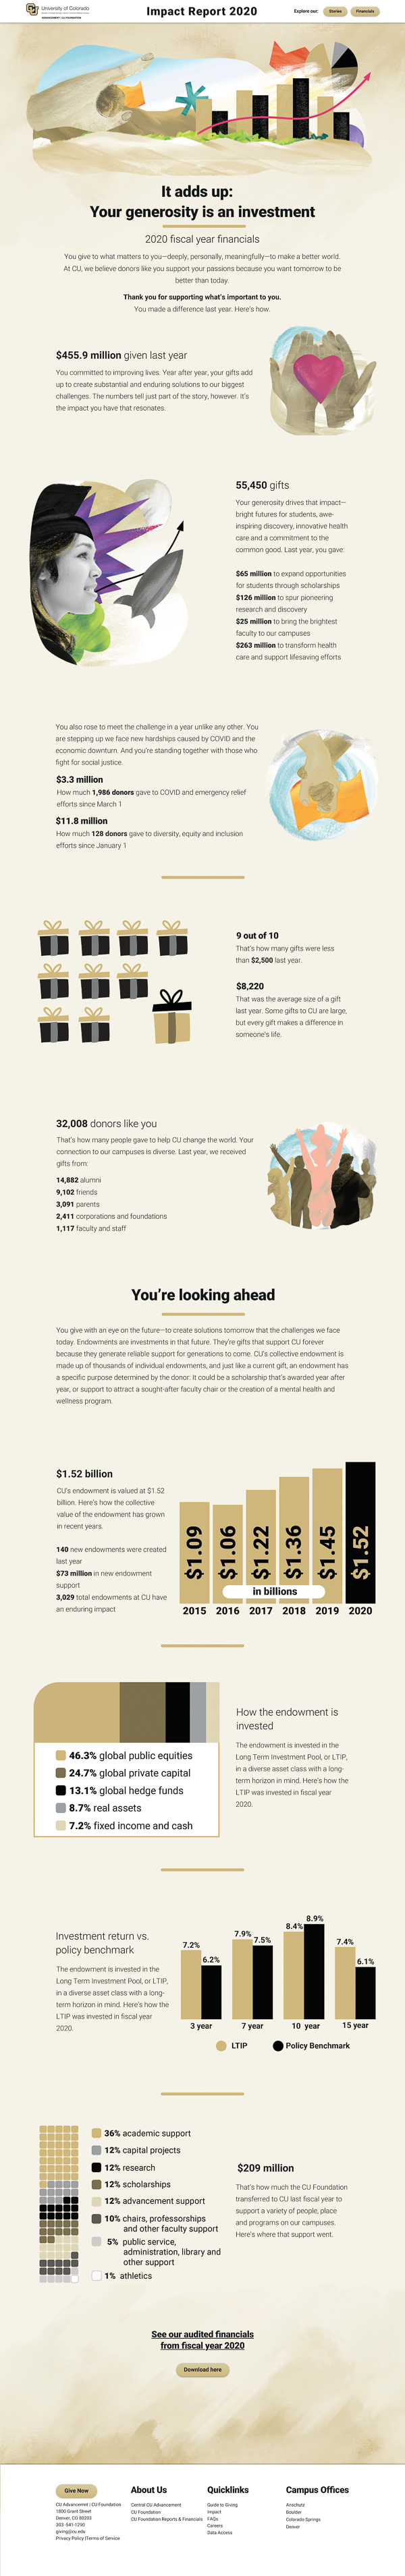 University of Colorado
ADVANCEMENT | CU FOUNDATION
Impact Report 2020
Explore our:
Stories
Financials
It adds up:
Your generosity is an investment
2020 fiscal year financials
You give to what matters to you—deeply, personally, meaningfully—to make a better world.
At CU, we believe donors like you support your passions because you want tomorrow to be
better than today.
Thank you for supporting what's important to you.
You made a difference last year. Here's how.
$455.9 million given last year
You committed to improving lives. Year after year, your gifts add
up to create substantial and enduring solutions to our biggest
challenges. The numbers tell just part of the story, however. It's
the impact you have that resonates.
55,450 gifts
Your generosity drives that impact—
bright futures for students, awe-
inspiring discovery, innovative health
care and a commitment to the
common good. Last year, you gave:
$65 million to expand opportunities
for students through scholarships
$126 million to spur pioneering
research and discovery
$25 million to bring the brightest
faculty to our campuses
$263 million to transform health
care and support lifesaving efforts
You also rose to meet the challenge in a year unlike any other. You
are stepping up we face new hardships caused by COVID and the
economic downturn. And you're standing together with those who
fight for social justice.
$3.3 million
How much 1,986 donors gave to COVID and emergency relief
efforts since March 1
$11.8 million
How much 128 donors gave to diversity, equity and inclusion
efforts since January 1
9 out of 10
That's how many gifts were less
than $2,500 last year.
$8,220
That was the average size of a gift
last year. Some gifts to CU are large,
but every gift makes a difference in
someone's life.
32,008 donors like you
That's how many people gave to help CU change the world. Your
connection to our campuses is diverse. Last year, we received
gifts from:
14,882 alumni
9,102 friends
3,091 parents
2,411 corporations and foundations
1,117 faculty and staff
You're looking ahead
You give with an eye on the future—to create solutions tomorrow that the challenges we face
today. Endowments are investments in that future. They're gifts that support CU forever
because they generate reliable support for generations to come. CU's collective endowment is
made up of thousands of individual endowments, and just like a current gift, an endowment has
a specific purpose determined by the donor: It could be a scholarship that's awarded year after
year, or support to attract a sought-after faculty chair or the creation of a mental health and
wellness program.
$1.52 billion
CU's endowment is valued at $1.52
billion. Here's how the collective
value of the endowment has grown
in recent years.
140 new endowments were created
last year
$73 million in new endowment
support
3,029 total endowments at CU have
an enduring impact
$1.09 $1.06 $1.22 $1.36 $1.45 $1.52
in billions
2015 2016 2017 2018 2019 2020
46.3% global public equities
24.7% global private capital
13.1% global hedge funds
8.7% real assets
7.2% fixed income and cash
How the endowment is
invested
The endowment is invested in the
Long Term Investment Pool, or LTIP,
in a diverse asset class with a long-
term horizon in mind. Here's how the
LTIP was invested in fiscal year
2020.
Investment return vs.
policy benchmark
The endowment is invested in the
Long Term Investment Pool, or LTIP,
in a diverse asset class with a long-
term horizon in mind. Here's how the
LTIP was invested in fiscal year
2020.
7.2% 6.2% 7.9% 7.5% 8.4% 8.9% 7.4% 6.1%
3 year 7 year 10 year 15 year
LTIP Policy Benchmark
36% academic support
12% capital projects
12% research
12% scholarships
12% advancement support
10% chairs, professorships
and other faculty support
5% public service,
administration, library and
other support
1% athletics
$209 million
That's how much the CU Foundation
transferred to CU last fiscal year to
support a variety of people, place
and programs on our campuses.
Here's where that support went.
See our audited financials
from fiscal year 2020
Download here
Give Now
CU Advancemnt | CU Foundation
1800 Grant Street
Denver, CO 80203
303-541-1290
giving@cu.edu
Privacy Policy |Terms of Service
About Us
Central CU Advancement
CU Foundation
CU Foundation Reports & Financials
Quicklinks
Guide to Giving
Impact
FAQs
Careers
Data Access
Campus Offices
Anschutz
Boulder
Colorado Springs
Denver